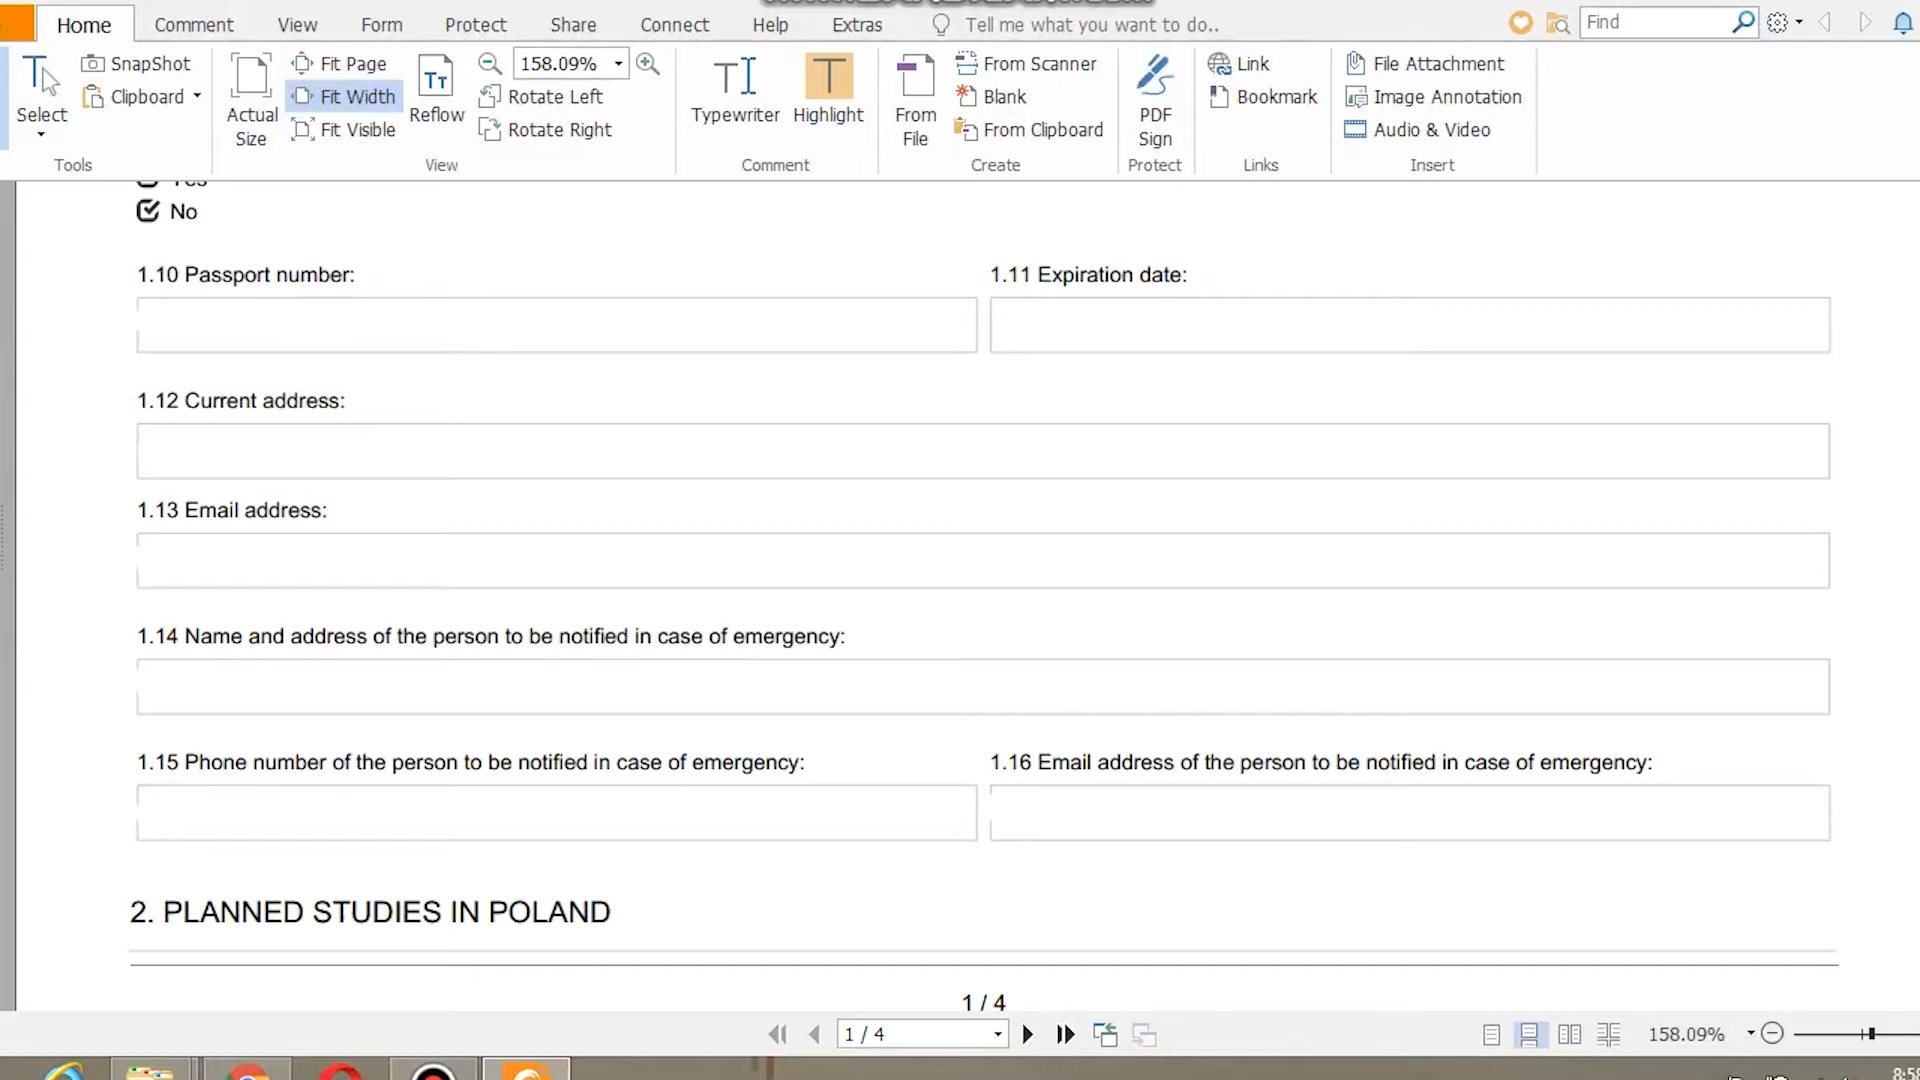 Home Comment View Form Protect Share Connect Help Extras Tell me what you want to do.. Find
Select
SnapShot
Clipboard
Tools
Actual Size
Fit Page
Fit Width
Fit Visible
Reflow
158.09%
Rotate Left
Rotate Right
View
Typewriter
Highlight
Comment
From File
From Scanner
Blank
From Clipboard
Create
PDF Sign
Protect
Link
Bookmark
Links
File Attachment
Image Annotation
Audio & Video
Insert
Yes
No
1.10 Passport number: 1.11 Expiration date:
1.12 Current address:
1.13 Email address:
1.14 Name and address of the person to be notified in case of emergency:
1.15 Phone number of the person to be notified in case of emergency: 1.16 Email address of the person to be notified in case of emergency:
2. PLANNED STUDIES IN POLAND
1 / 4
1 / 4 158.09%